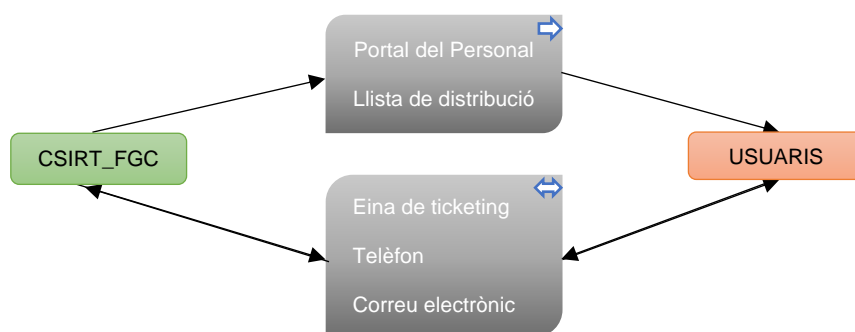 Portal del Personal
Llista de distribució
CSIRT_FGC
USUARIS
Eina de ticketing
Telèfon
Correu electrònic